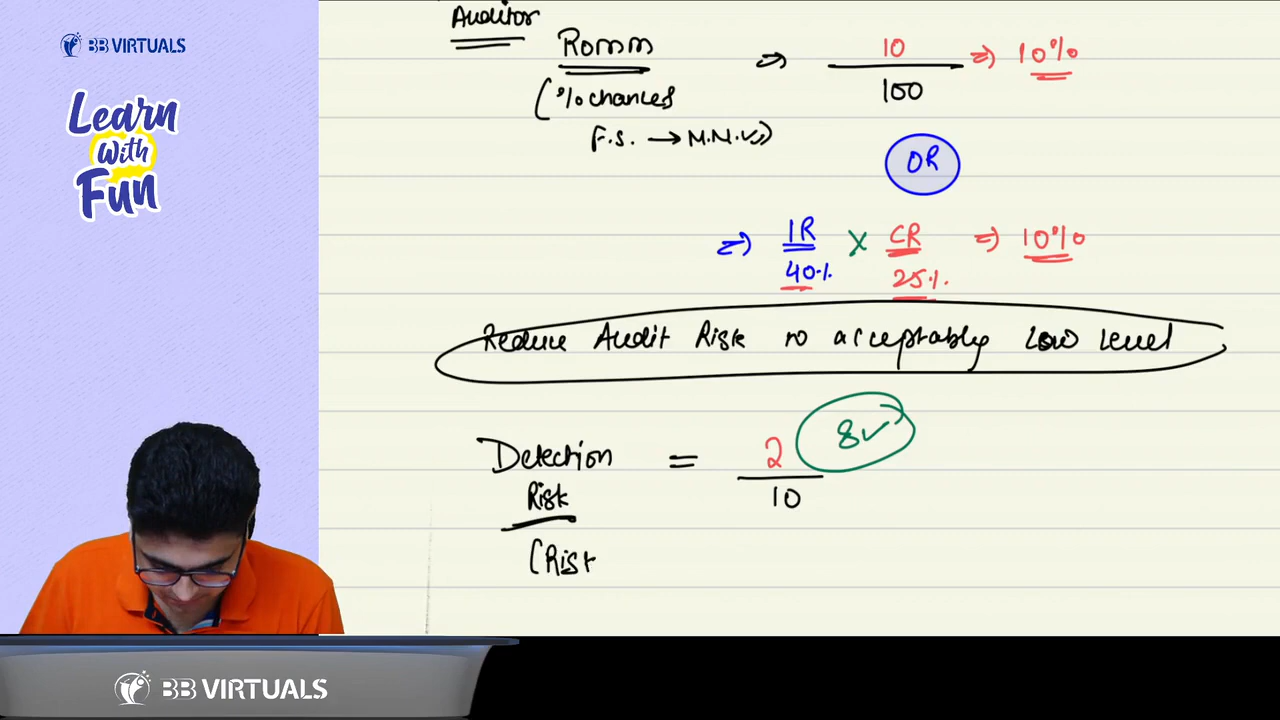 BB VIRTUALS
Learn
with
Fun
Auditor
Romm ⇒ 10/100 ⇒ 10%
(% chances
F.S. → M.M.
OR
⇒ IR × CR ⇒ 10%
40% 25%
Reduce Audit Risk to acceptably Low Level
Detection Risk = 2/10 8✓
(Risk
BB VIRTUALS